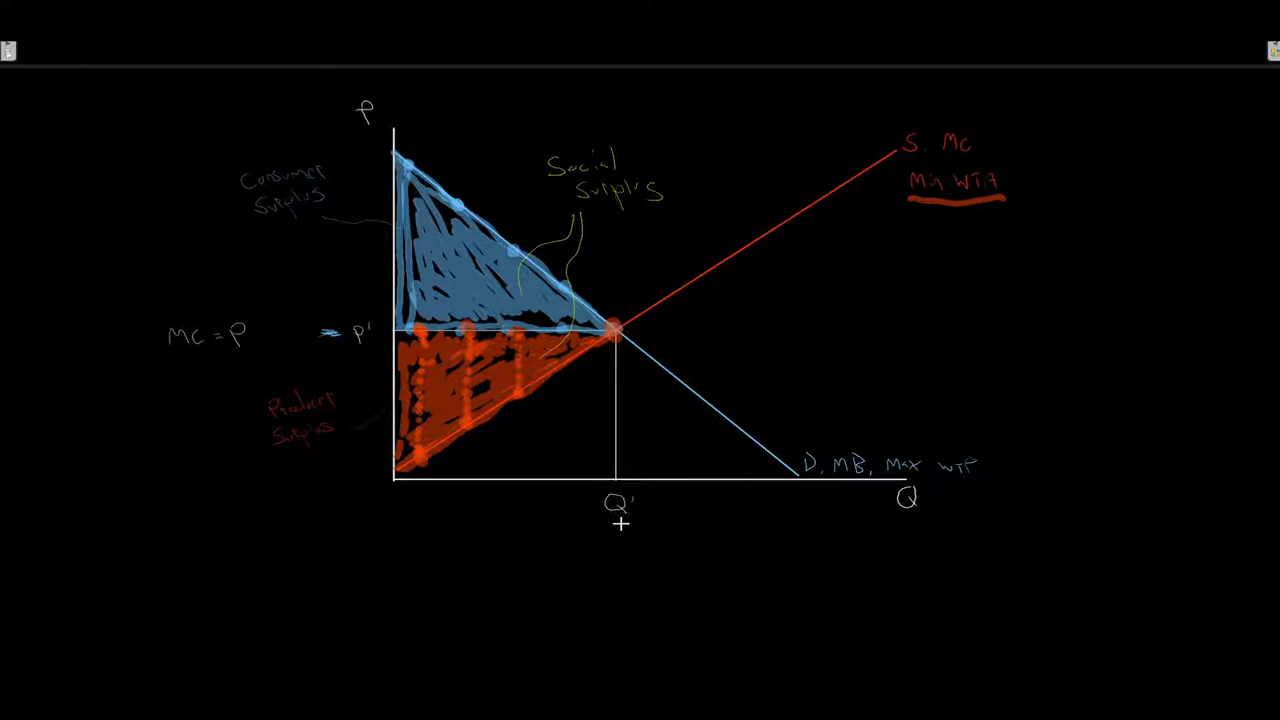 P
Social
Surplus
S. MC
Min WTA
Consumer
Surplus
MC = P
P'
Producer
Surplus
D, MB, Max WTP
Q'
Q